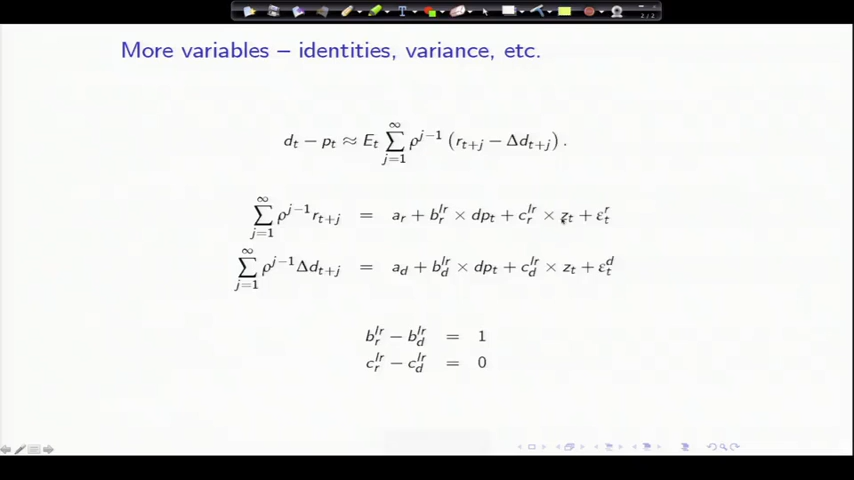 More variables – identities, variance, etc.
d_t − p_t ≈ E_t ∑_{j=1}^{∞} ρ^{j−1} (r_{t+j} − Δd_{t+j}).
∑_{j=1}^{∞} ρ^{j−1} r_{t+j} = a_r + b_r^{lr} × dp_t + c_r^{lr} × z_t + ε_t^r
∑_{j=1}^{∞} ρ^{j−1} Δd_{t+j} = a_d + b_d^{lr} × dp_t + c_d^{lr} × z_t + ε_t^d
b_r^{lr} − b_d^{lr} = 1
c_r^{lr} − c_d^{lr} = 0